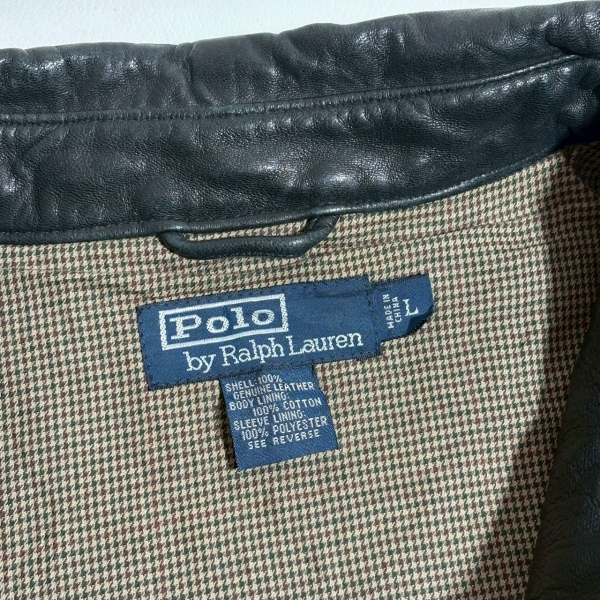 Polo
by Ralph Lauren
MADE IN
CHINA
L
SHELL: 100%
GENUINE LEATHER
BODY LINING:
100% COTTON
SLEEVE LINING:
100% POLYESTER
SEE REVERSE